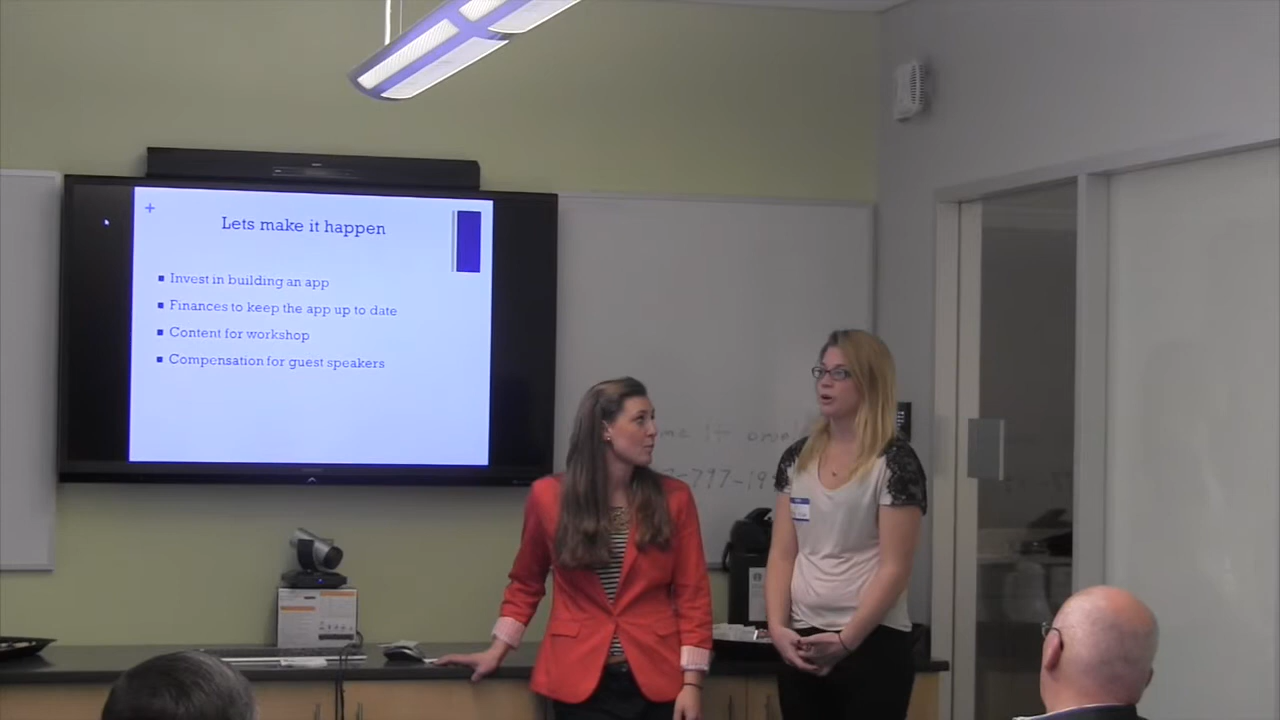 +
Lets make it happen
■ Invest in building an app
■ Finances to keep the app up to date
■ Content for workshop
■ Compensation for guest speakers